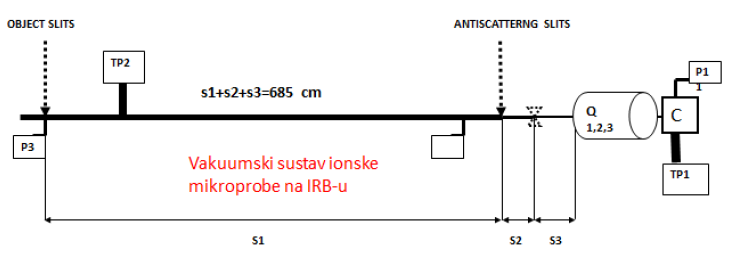 OBJECT SLITS
ANTISCATTERNG SLITS
TP2
s1+s2+s3=685 cm
P1
1
Q
1,2,3
C
P3
Vakuumski sustav ionske
mikroprobe na IRB-u
TP1
S1
S2
S3